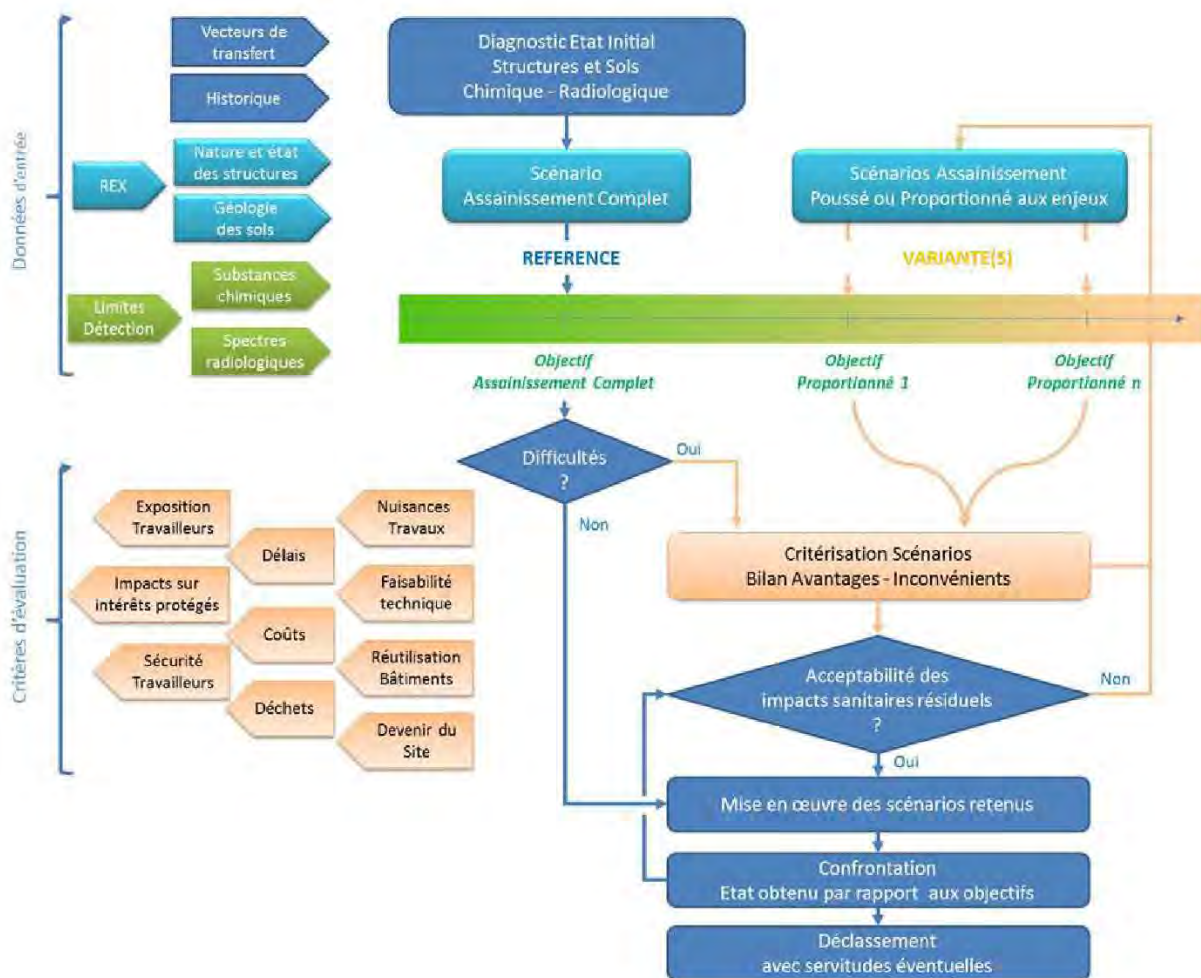 Données d'entrée
Vecteurs de
transfert
Historique
REX
Nature et état
des structures
Géologie
des sols
Limites
Détection
Substances
chimiques
Spectres
radiologiques
Diagnostic Etat Initial
Structures et Sols
Chimique - Radiologique
Scénario
Assainissement Complet
Scénarios Assainissement
Poussé ou Proportionné aux enjeux
REFERENCE
VARIANTE(S)
Objectif
Assainissement Complet
Objectif
Proportionné 1
Objectif
Proportionné n
Difficultés
?
Oui
Non
Critérisation Scénarios
Bilan Avantages - Inconvénients
Acceptabilité des
impacts sanitaires résiduels
?
Non
Oui
Mise en œuvre des scénarios retenus
Confrontation
Etat obtenu par rapport aux objectifs
Déclassement
avec servitudes éventuelles
Critères d'évaluation
Exposition
Travailleurs
Impacts sur
intérêts protégés
Sécurité
Travailleurs
Délais
Coûts
Déchets
Nuisances
Travaux
Faisabilité
technique
Réutilisation
Bâtiments
Devenir du
Site